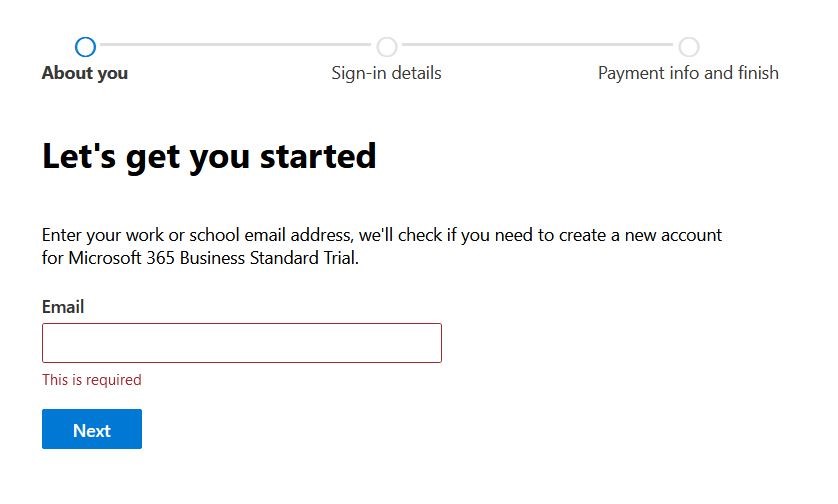 About you
Sign-in details
Payment info and finish
Let's get you started
Enter your work or school email address, we'll check if you need to create a new account
for Microsoft 365 Business Standard Trial.
Email
This is required
Next